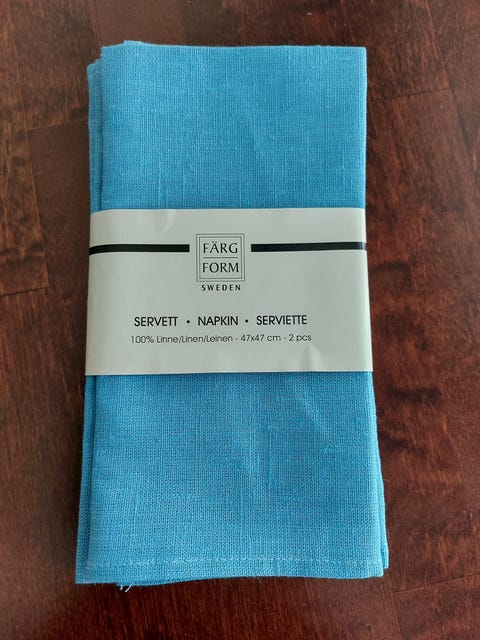 FÄRG
FORM
SWEDEN
SERVETT • NAPKIN • SERVIETTE
100% Linne/Linen/Leinen - 47x47 cm - 2 pcs